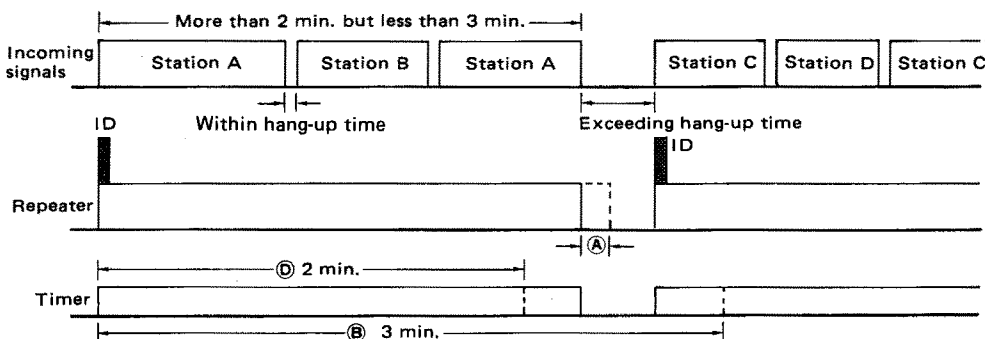 More than 2 min. but less than 3 min.
Incoming signals
Station A
Station B
Station A
Station C
Station D
Station C
Within hang-up time
Exceeding hang-up time
ID
ID
Repeater
Ⓐ
Ⓓ 2 min.
Timer
Ⓑ 3 min.